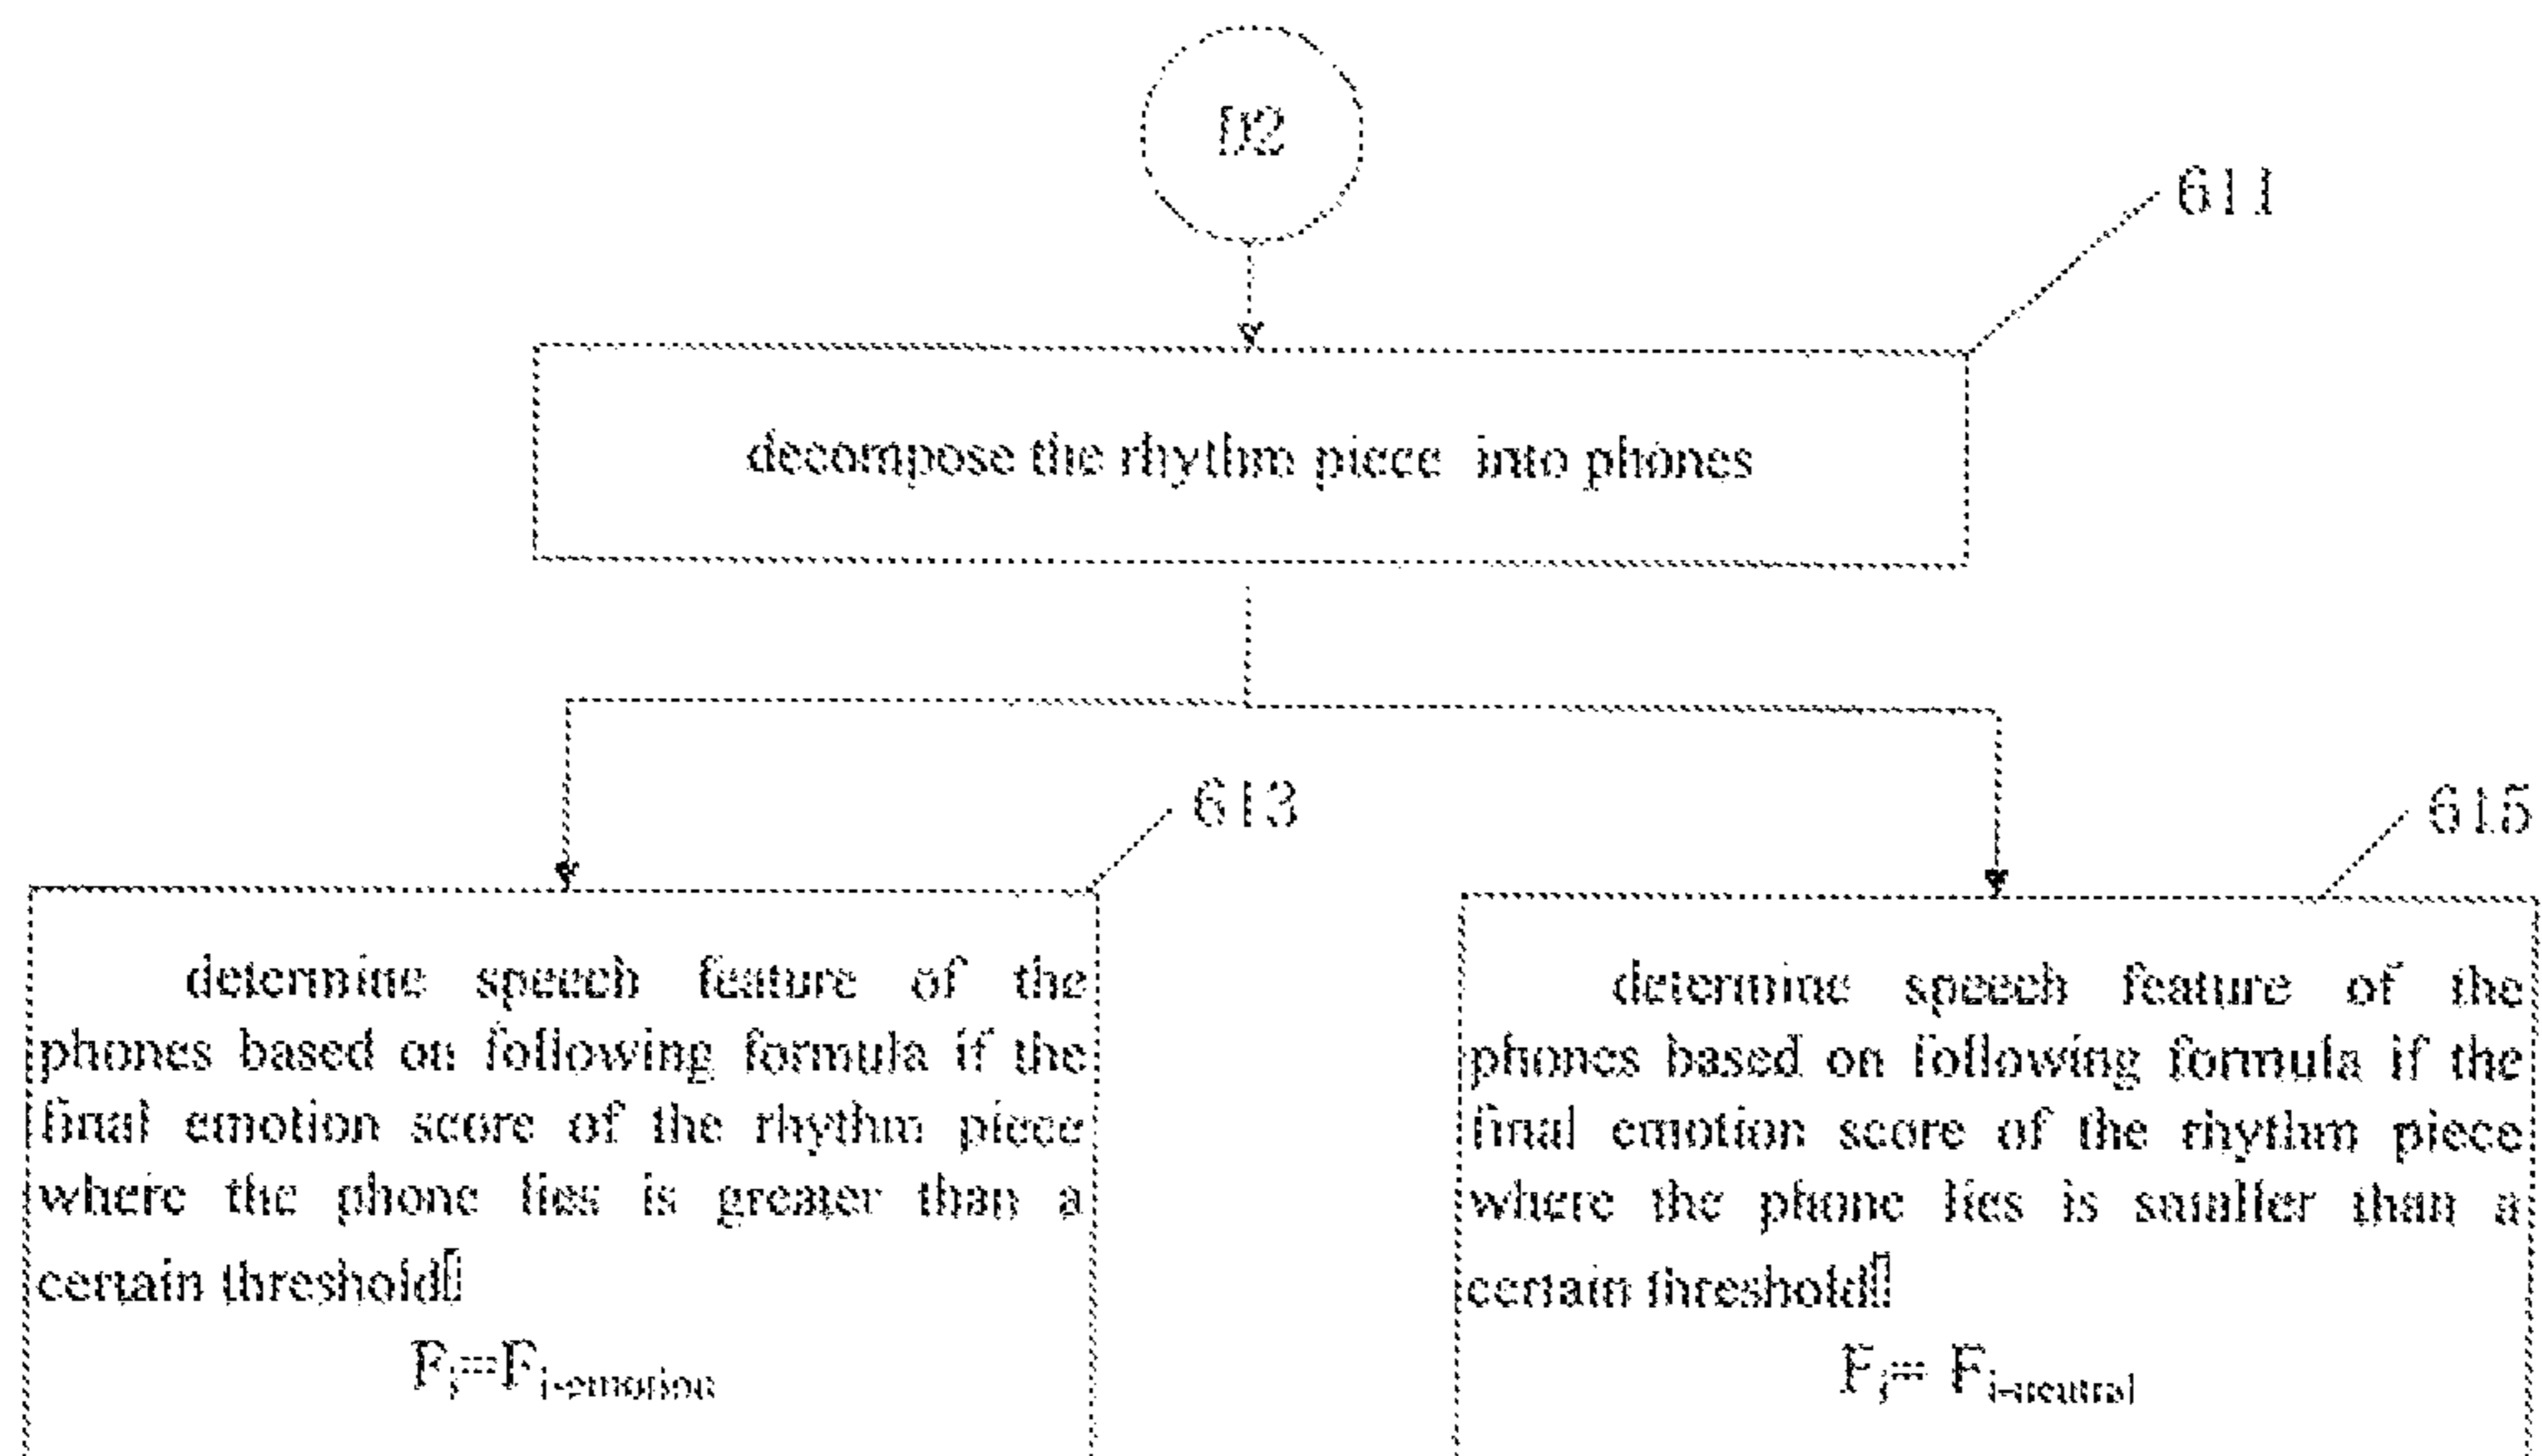 D2
611
decompose the rhythm piece into phones
613
615
determine speech feature of the
phones based on following formula if the
final emotion score of the rhythm piece
where the phone lies is greater than a
certain threshold
Fi=Fi-emotion
determine speech feature of the
phones based on following formula if the
final emotion score of the rhythm piece
where the phone lies is smaller than a
certain threshold
Fi= Fi-neutral